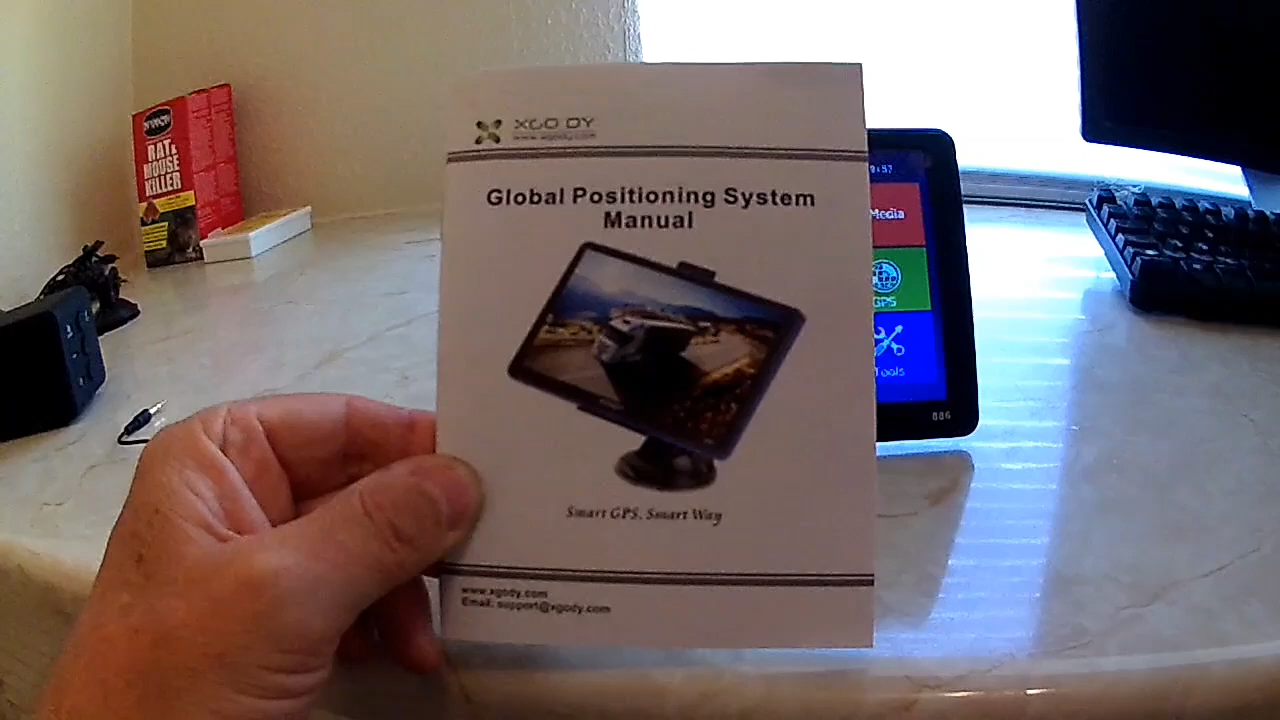 XGODY
www.xgody.com
Global Positioning System
Manual
Smart GPS. Smart Way
www.xgody.com
Email: support@xgody.com
RAT &
MOUSE
KILLER
Media
GPS
Tools
886